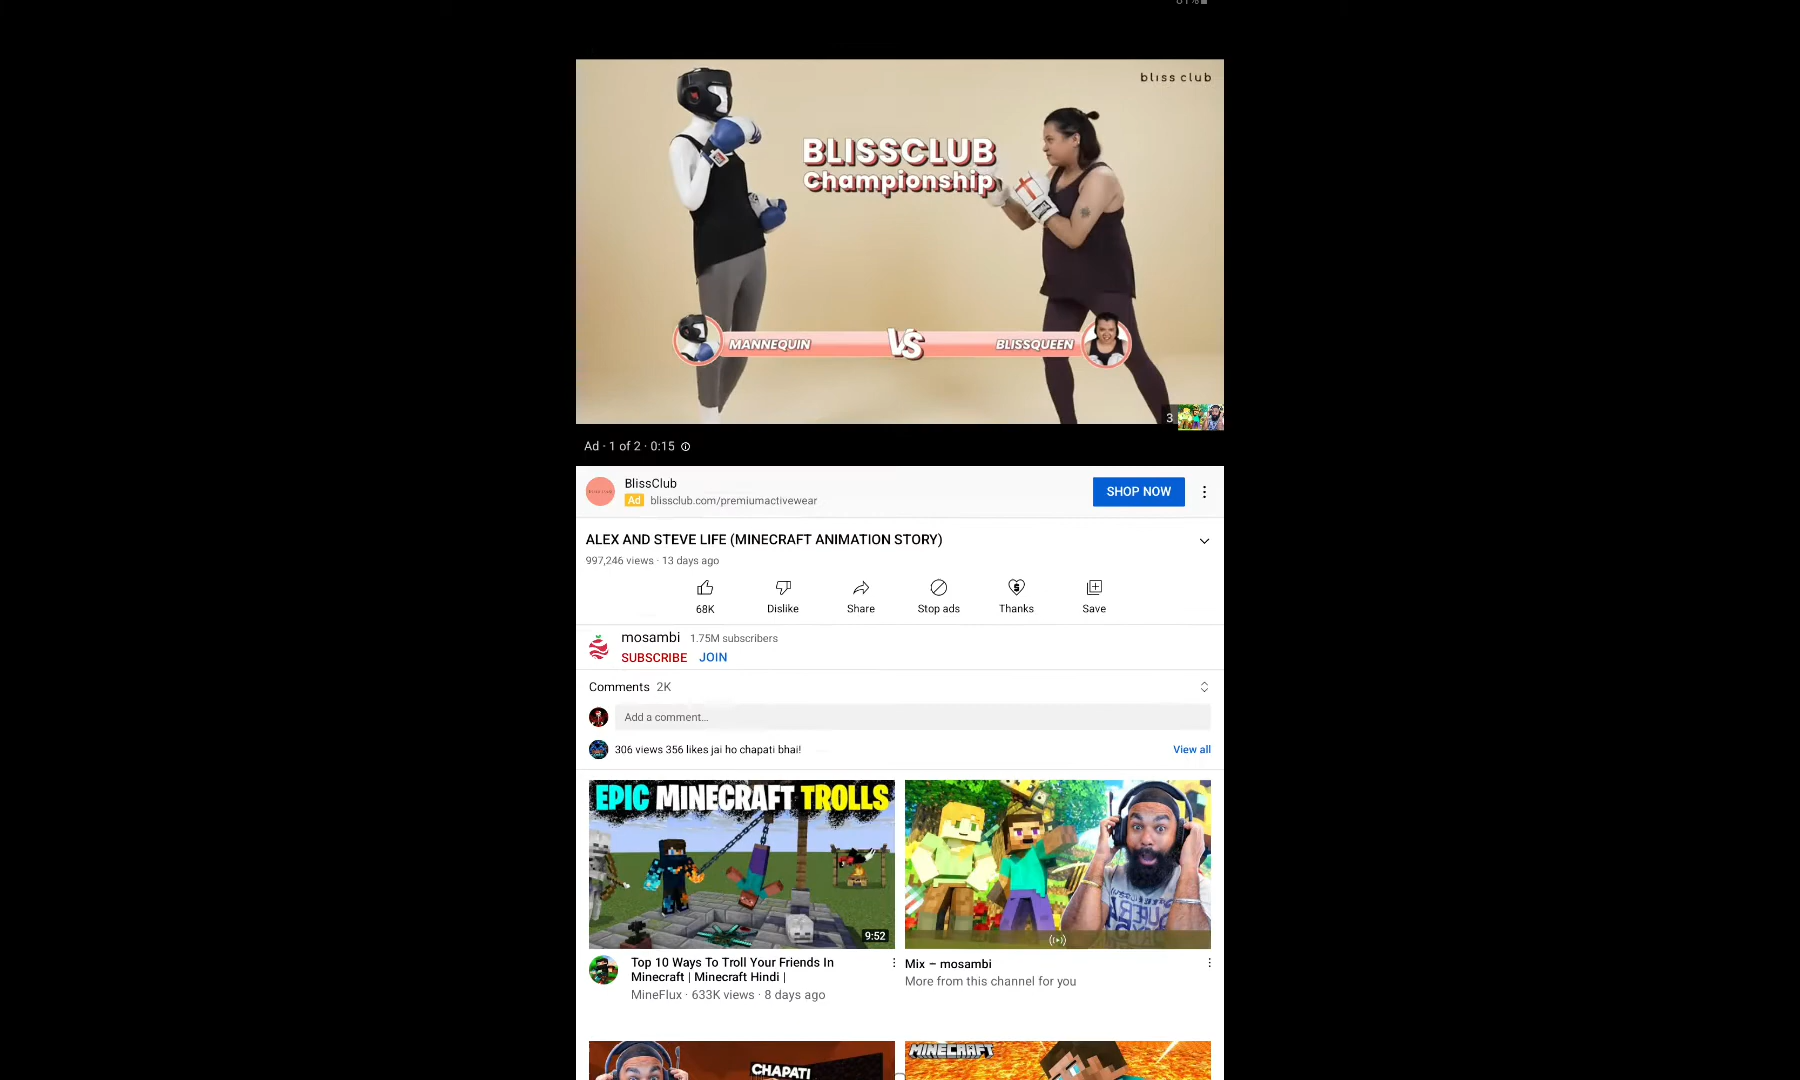 61%
bliss club
BLISSCLUB
Championship
MANNEQUIN
VS
BLISSQUEEN
3
Ad · 1 of 2 · 0:15
BlissClub
Ad blissclub.com/premiumactivewear
SHOP NOW
ALEX AND STEVE LIFE (MINECRAFT ANIMATION STORY)
997,246 views · 13 days ago
68K
Dislike
Share
Stop ads
Thanks
Save
mosambi 1.75M subscribers
SUBSCRIBE JOIN
Comments 2K
Add a comment...
306 views 356 likes jai ho chapati bhai!
View all
EPIC MINECRAFT TROLLS
9:52
Top 10 Ways To Troll Your Friends In
Minecraft | Minecraft Hindi |
MineFlux · 633K views · 8 days ago
Mix – mosambi
More from this channel for you
CHAPATI
MINECRAFT